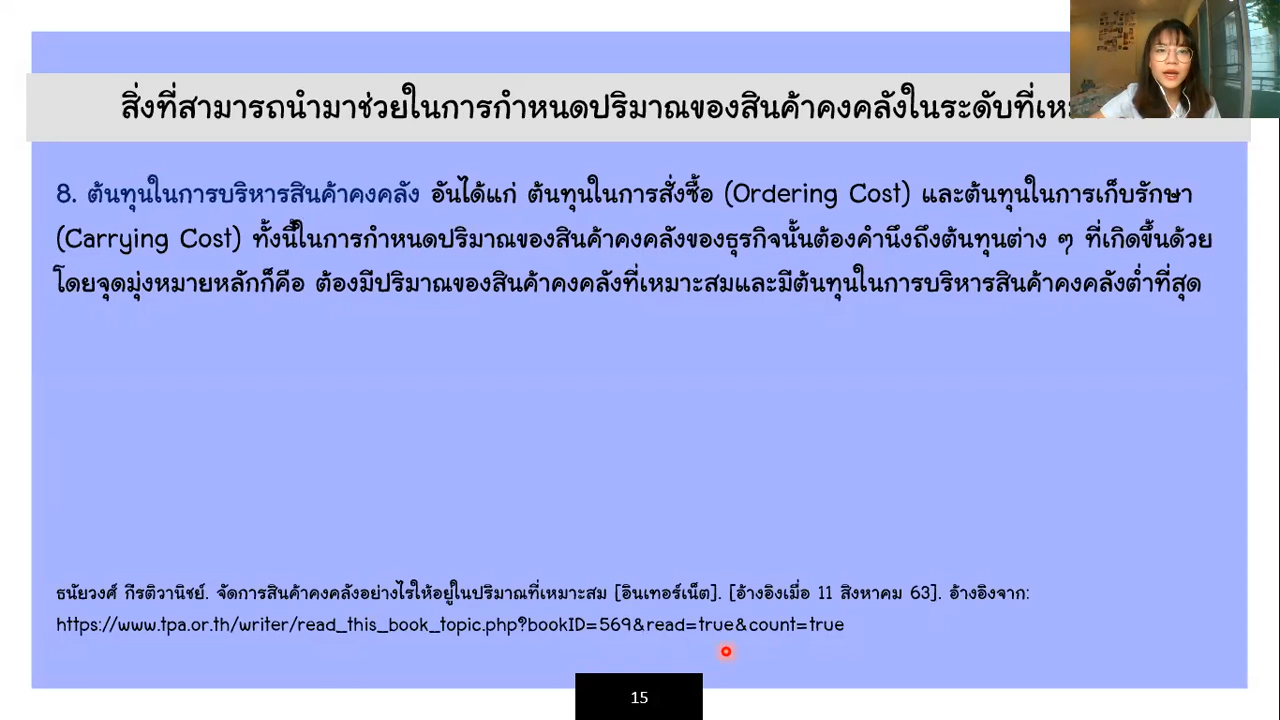 สิ่งที่สามารถนำมาช่วยในการกำหนดปริมาณของสินค้าคงคลังในระดับที่
8. ต้นทุนในการบริหารสินค้าคงคลัง อันได้แก่ ต้นทุนในการสั่งซื้อ (Ordering Cost) และต้นทุนในการเก็บรักษา
(Carrying Cost) ทั้งนี้ในการกำหนดปริมาณของสินค้าคงคลังของธุรกิจนั้นต้องคำนึงถึงต้นทุนต่าง ๆ ที่เกิดขึ้นด้วย
โดยจุดมุ่งหมายหลักก็คือ ต้องมีปริมาณของสินค้าคงคลังที่เหมาะสมและมีต้นทุนในการบริหารสินค้าคงคลังต่ำที่สุด
ธนัยวงศ์ กีรติวานิชย์. จัดการสินค้าคงคลังอย่างไรให้อยู่ในปริมาณที่เหมาะสม [อินเทอร์เน็ต]. [อ้างอิงเมื่อ 11 สิงหาคม 63]. อ้างอิงจาก:
https://www.tpa.or.th/writer/read_this_book_topic.php?bookID=569&read=true&count=true
15